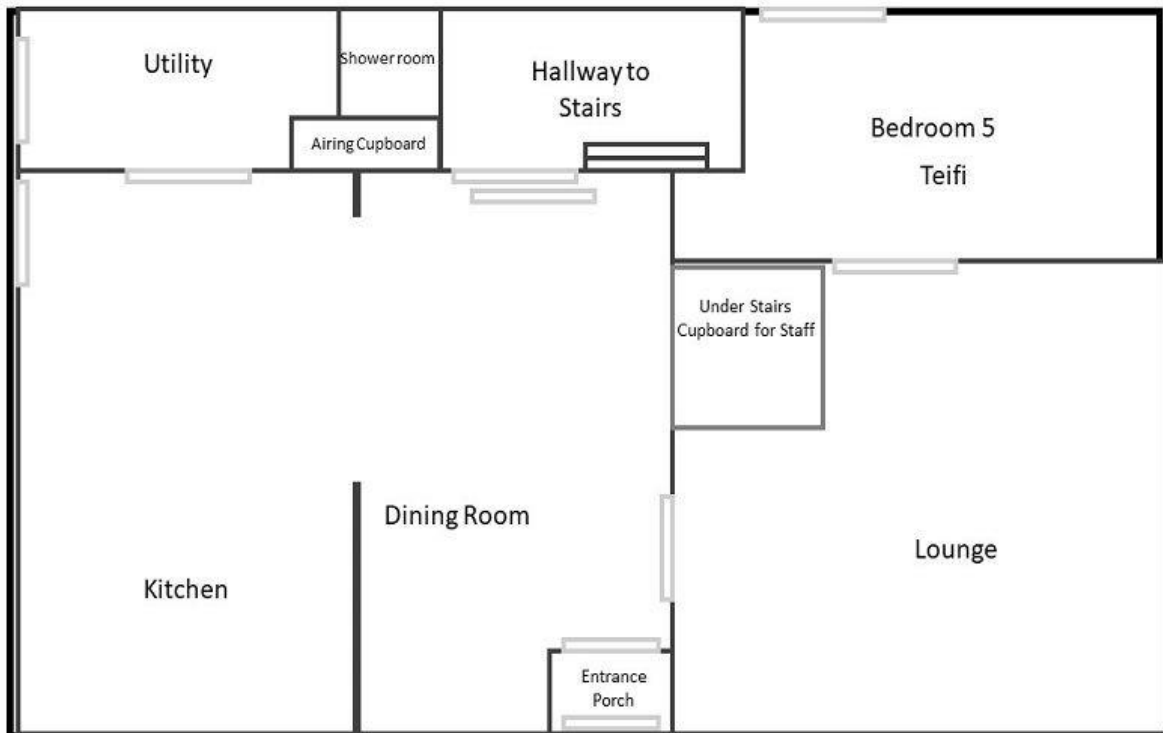 Utility
Shower room
Hallway to
Stairs
Airing Cupboard
Bedroom 5
Teifi
Under Stairs
Cupboard for Staff
Dining Room
Kitchen
Lounge
Entrance
Porch